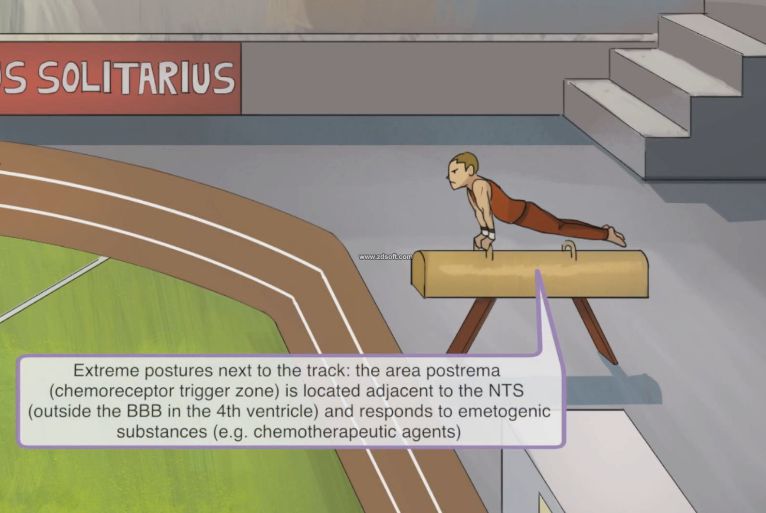 US SOLITARIUS
www.zdsoft.com
Extreme postures next to the track: the area postrema
(chemoreceptor trigger zone) is located adjacent to the NTS
(outside the BBB in the 4th ventricle) and responds to emetogenic
substances (e.g. chemotherapeutic agents)